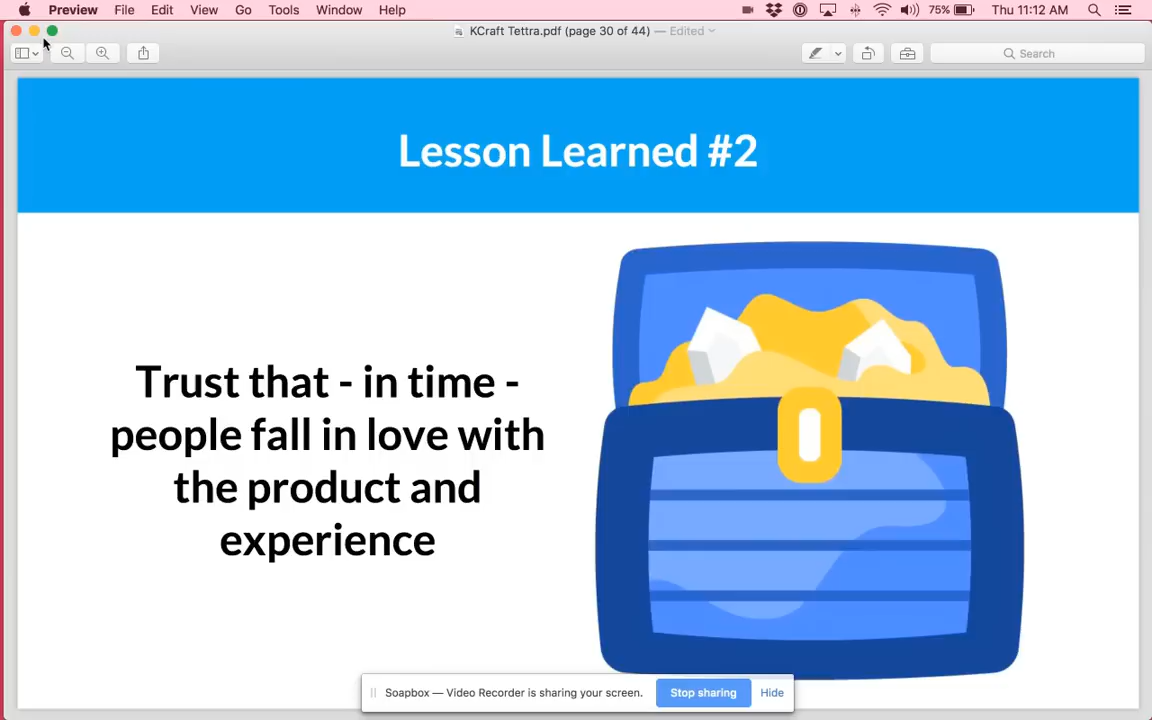 Preview File Edit View Go Tools Window Help 75% Thu 11:12 AM
KCraft Tettra.pdf (page 30 of 44) — Edited
Search
Lesson Learned #2
Trust that - in time -
people fall in love with
the product and
experience
Soapbox — Video Recorder is sharing your screen. Stop sharing Hide